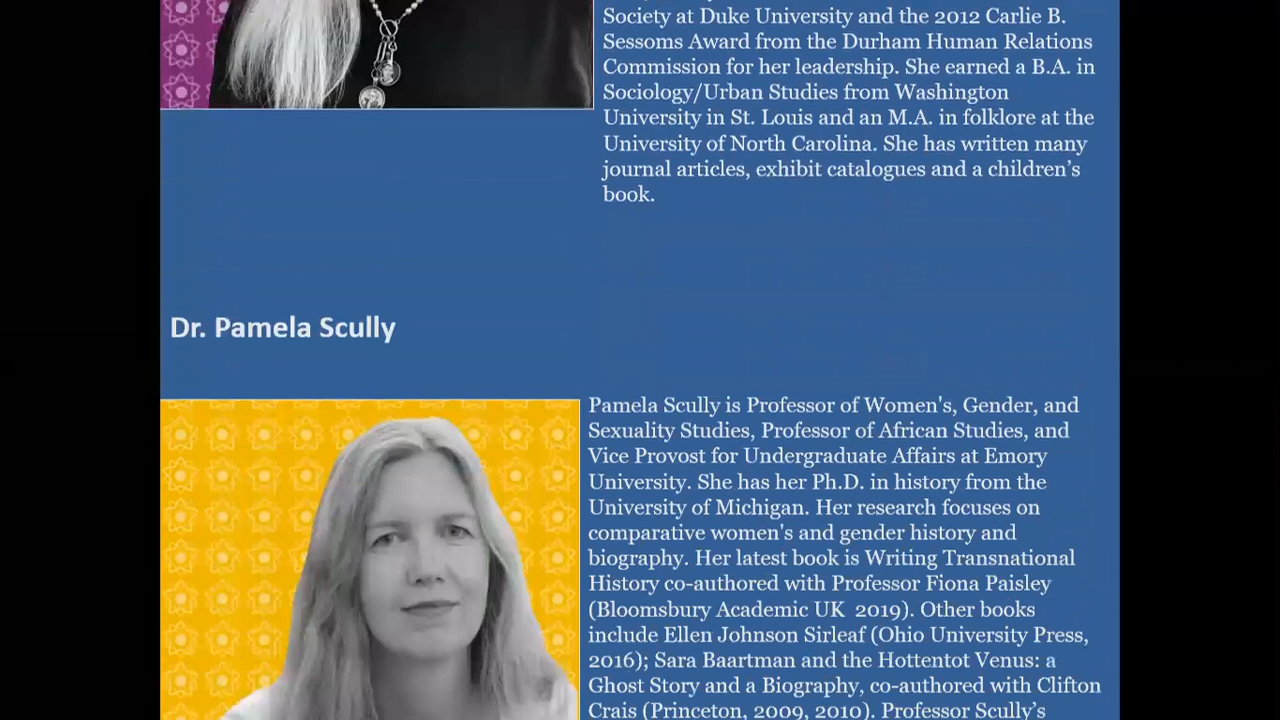 Society at Duke University and the 2012 Carlie B.
Sessoms Award from the Durham Human Relations
Commission for her leadership. She earned a B.A. in
Sociology/Urban Studies from Washington
University in St. Louis and an M.A. in folklore at the
University of North Carolina. She has written many
journal articles, exhibit catalogues and a children’s
book.
Dr. Pamela Scully
Pamela Scully is Professor of Women's, Gender, and
Sexuality Studies, Professor of African Studies, and
Vice Provost for Undergraduate Affairs at Emory
University. She has her Ph.D. in history from the
University of Michigan. Her research focuses on
comparative women's and gender history and
biography. Her latest book is Writing Transnational
History co-authored with Professor Fiona Paisley
(Bloomsbury Academic UK 2019). Other books
include Ellen Johnson Sirleaf (Ohio University Press,
2016); Sara Baartman and the Hottentot Venus: a
Ghost Story and a Biography, co-authored with Clifton
Crais (Princeton, 2009, 2010). Professor Scully’s